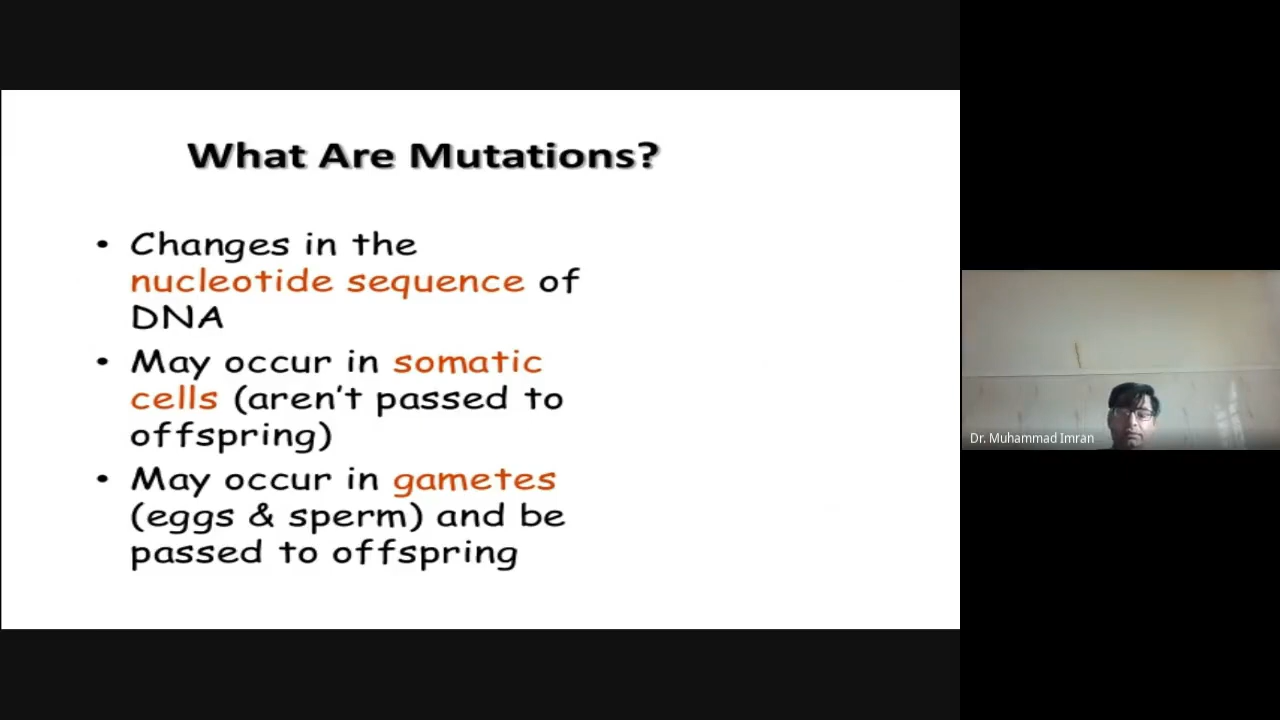 What Are Mutations?
• Changes in the
nucleotide sequence of
DNA
• May occur in somatic
cells (aren't passed to
offspring)
• May occur in gametes
(eggs & sperm) and be
passed to offspring
Dr. Muhammad Imran